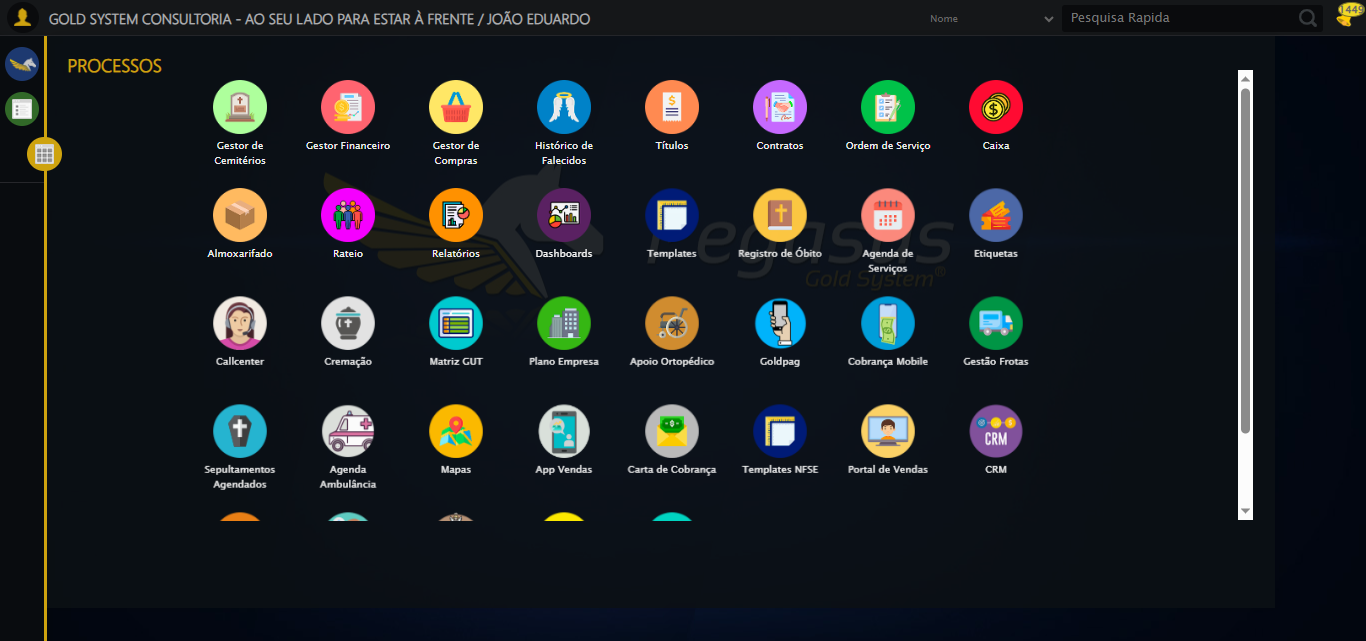 GOLD SYSTEM CONSULTORIA - AO SEU LADO PARA ESTAR À FRENTE / JOÃO EDUARDO
Nome
Pesquisa Rapida
1449
PROCESSOS
Gestor de Cemitérios
Gestor Financeiro
Gestor de Compras
Histórico de Falecidos
Títulos
Contratos
Ordem de Serviço
Caixa
Almoxarifado
Rateio
Relatórios
Dashboards
Templates
Registro de Óbito
Agenda de Serviços
Etiquetas
Pegasus
Gold System®
Callcenter
Cremação
Matriz GUT
Plano Empresa
Apoio Ortopédico
Goldpag
Cobrança Mobile
Gestão Frotas
Sepultamentos Agendados
Agenda Ambulância
Mapas
App Vendas
Carta de Cobrança
Templates NFSE
Portal de Vendas
CRM
CRM